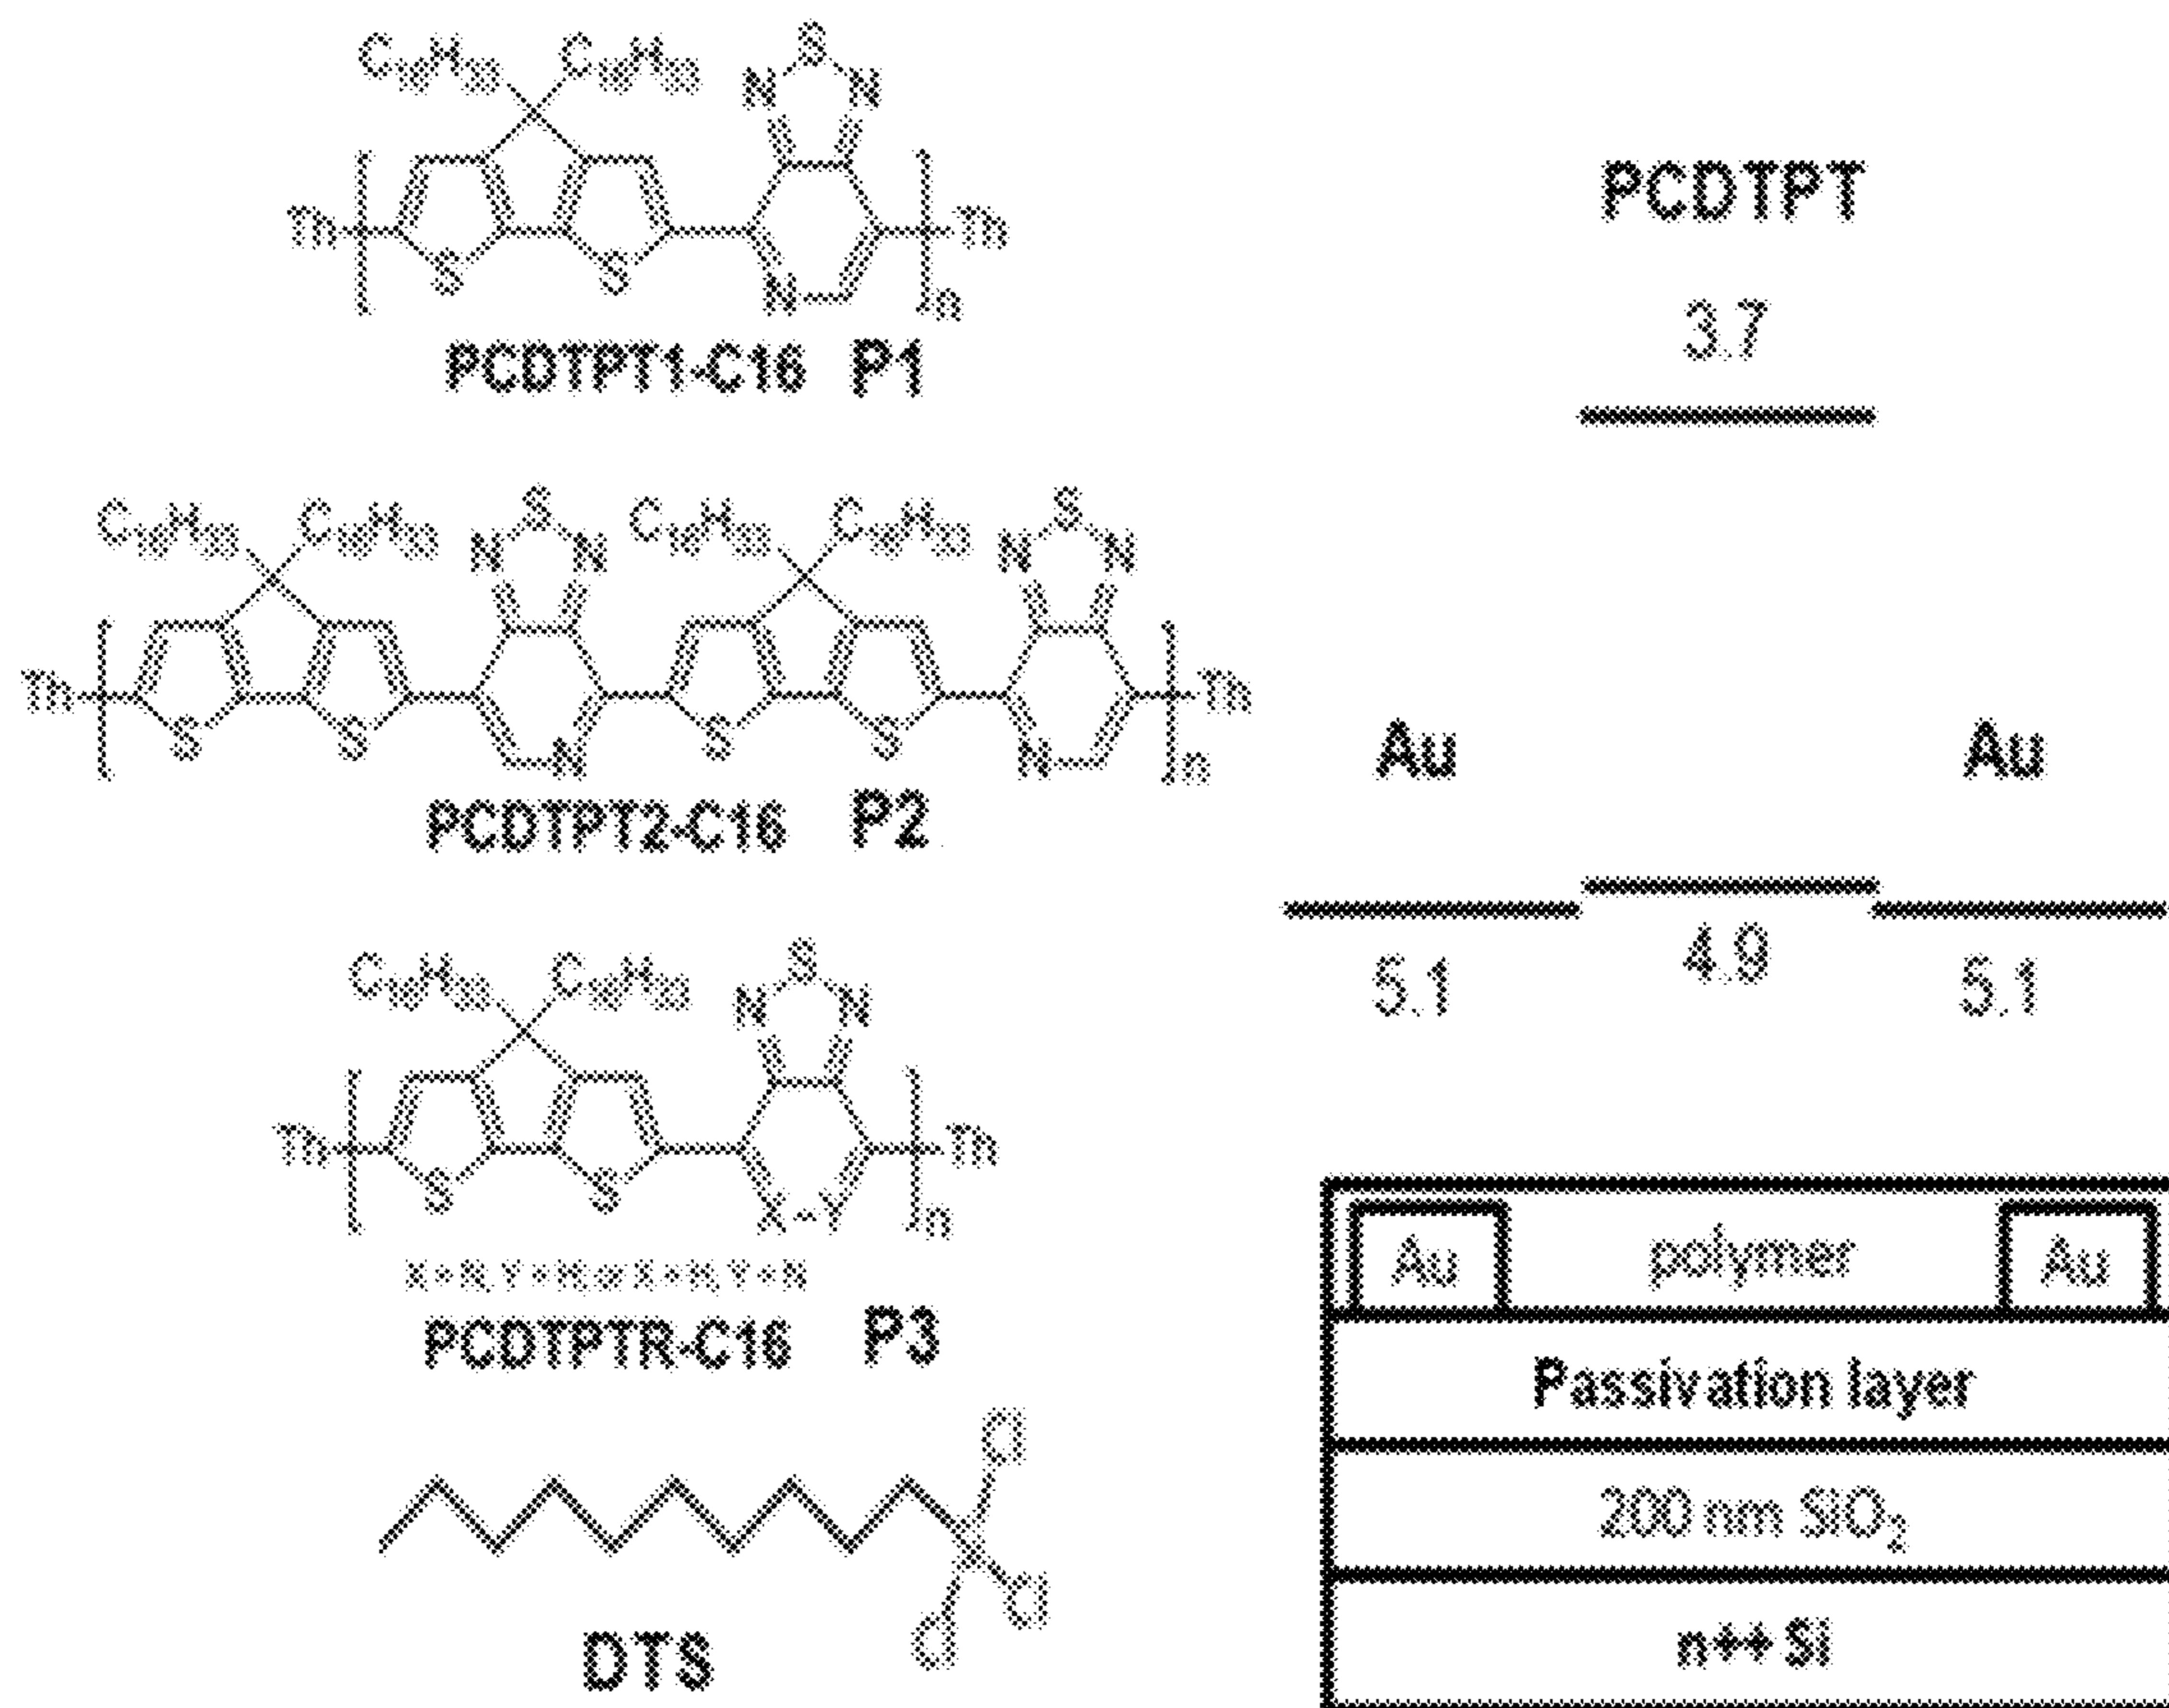 C16H33 C16H33
S
N N
Th S S N n Th
PCDTPT1-C16 P1
C16H33 C16H33 S C16H33 C16H33 S
N N N N
Th S S N S S N n Th
PCDTPT2-C16 P2
C16H33 C16H33
S
N N
Th S S X-Y n Th
PCDTPTR-C16 P3
Cl
Cl
Cl
DTS
PCDTPT
3.7
Au Au
5.1 4.9 5.1
Au polymer Au
Passivation layer
200 nm SiO2
n++ Si